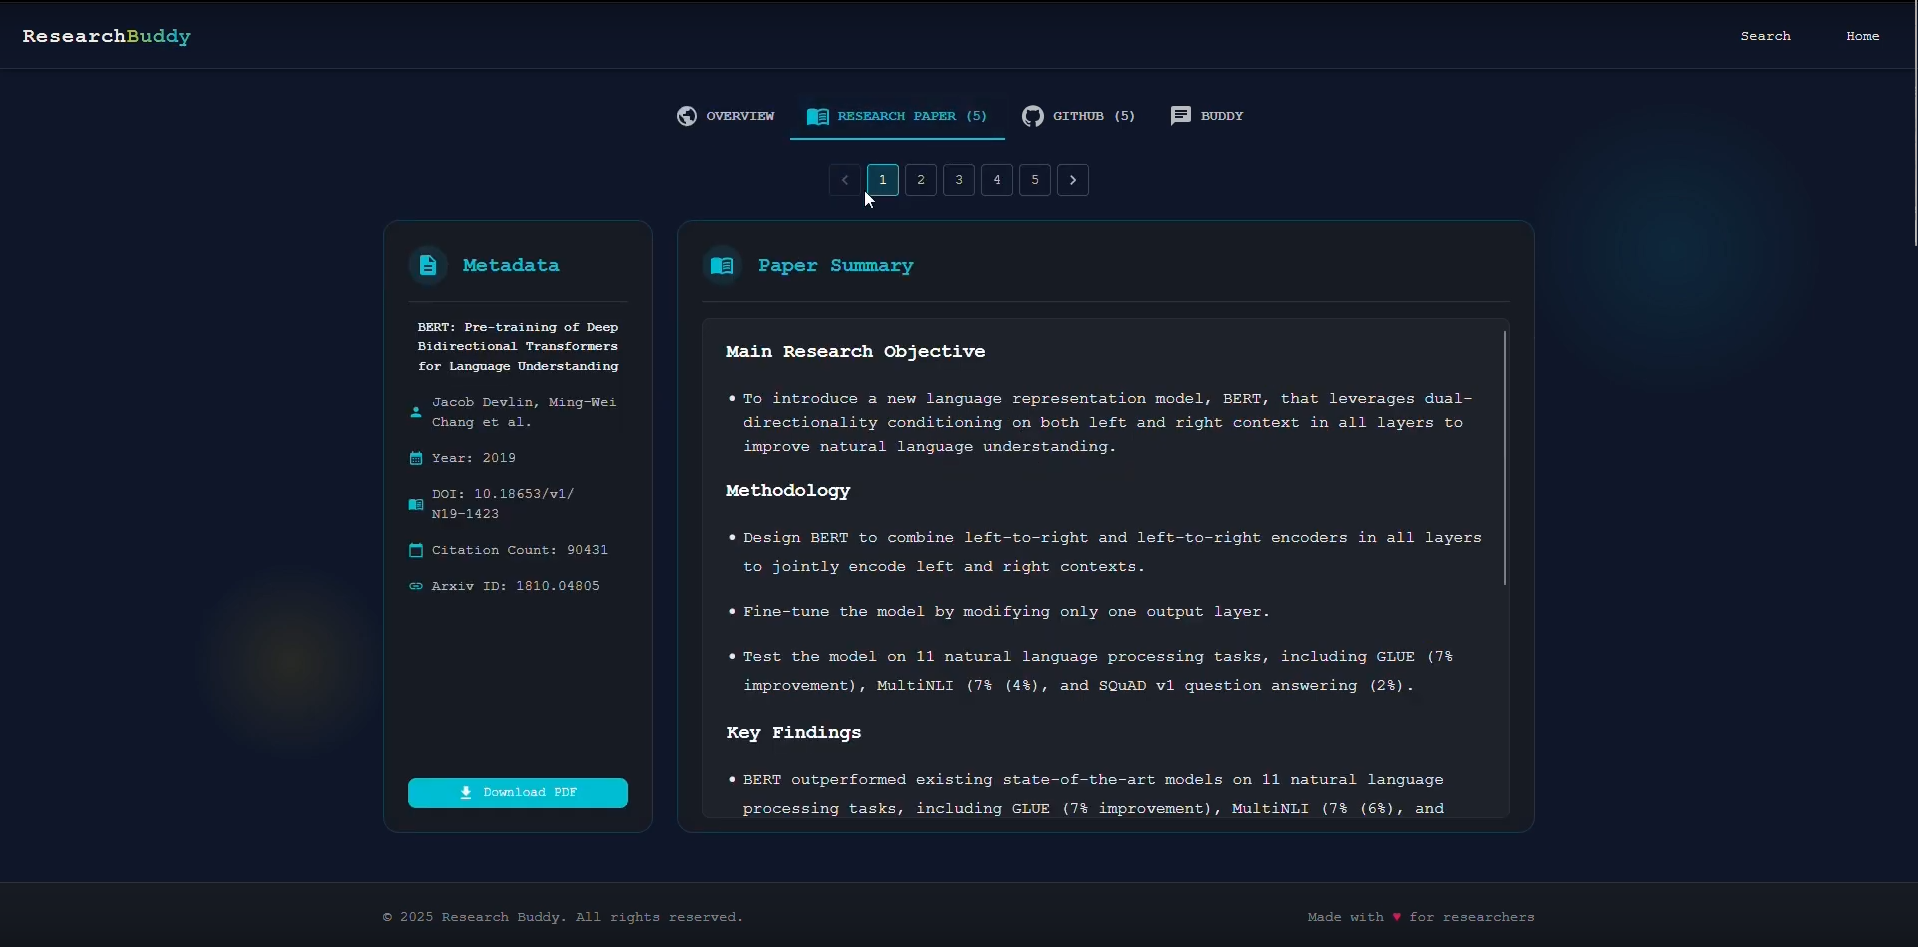 ResearchBuddy
Search
Home
OVERVIEW
RESEARCH PAPER (5)
GITHUB (5)
BUDDY
1
2
3
4
5
Metadata
BERT: Pre-training of Deep
Bidirectional Transformers
for Language Understanding
Jacob Devlin, Ming-Wei
Chang et al.
Year: 2019
DOI: 10.18653/v1/
N19-1423
Citation Count: 90431
Arxiv ID: 1810.04805
Download PDF
Paper Summary
Main Research Objective
• To introduce a new language representation model, BERT, that leverages dual-
directionality conditioning on both left and right context in all layers to
improve natural language understanding.
Methodology
• Design BERT to combine left-to-right and left-to-right encoders in all layers
to jointly encode left and right contexts.
• Fine-tune the model by modifying only one output layer.
• Test the model on 11 natural language processing tasks, including GLUE (7%
improvement), MultiNLI (7% (4%), and SQuAD v1 question answering (2%).
Key Findings
• BERT outperformed existing state-of-the-art models on 11 natural language
processing tasks, including GLUE (7% improvement), MultiNLI (7% (6%), and
© 2025 Research Buddy. All rights reserved.
Made with ♥ for researchers